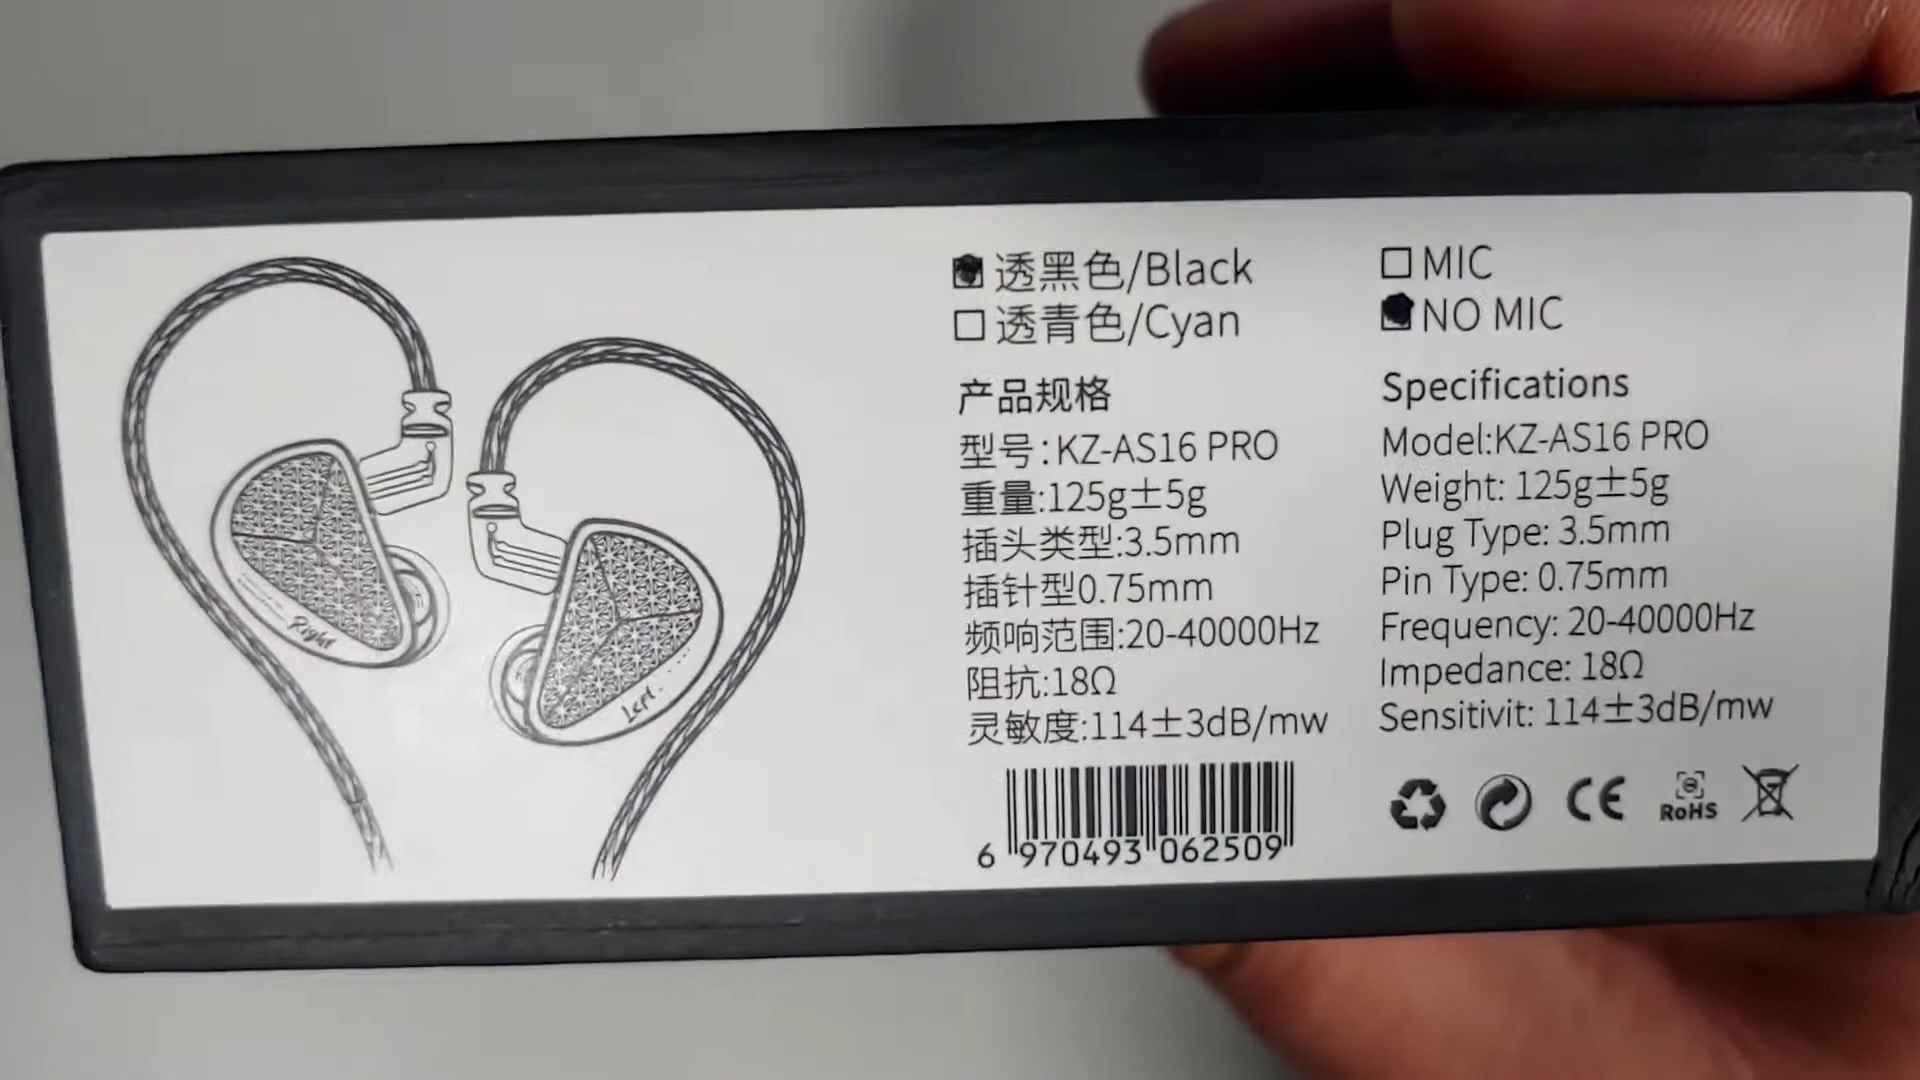 透黑色/Black
透青色/Cyan
MIC
NO MIC
产品规格
型号:KZ-AS16 PRO
重量:125g±5g
插头类型:3.5mm
插针型0.75mm
频响范围:20-40000Hz
阻抗:18Ω
灵敏度:114±3dB/mw
Specifications
Model:KZ-AS16 PRO
Weight: 125g±5g
Plug Type: 3.5mm
Pin Type: 0.75mm
Frequency: 20-40000Hz
Impedance: 18Ω
Sensitivit: 114±3dB/mw
6 970493 062509
CE
RoHS
Right
Left